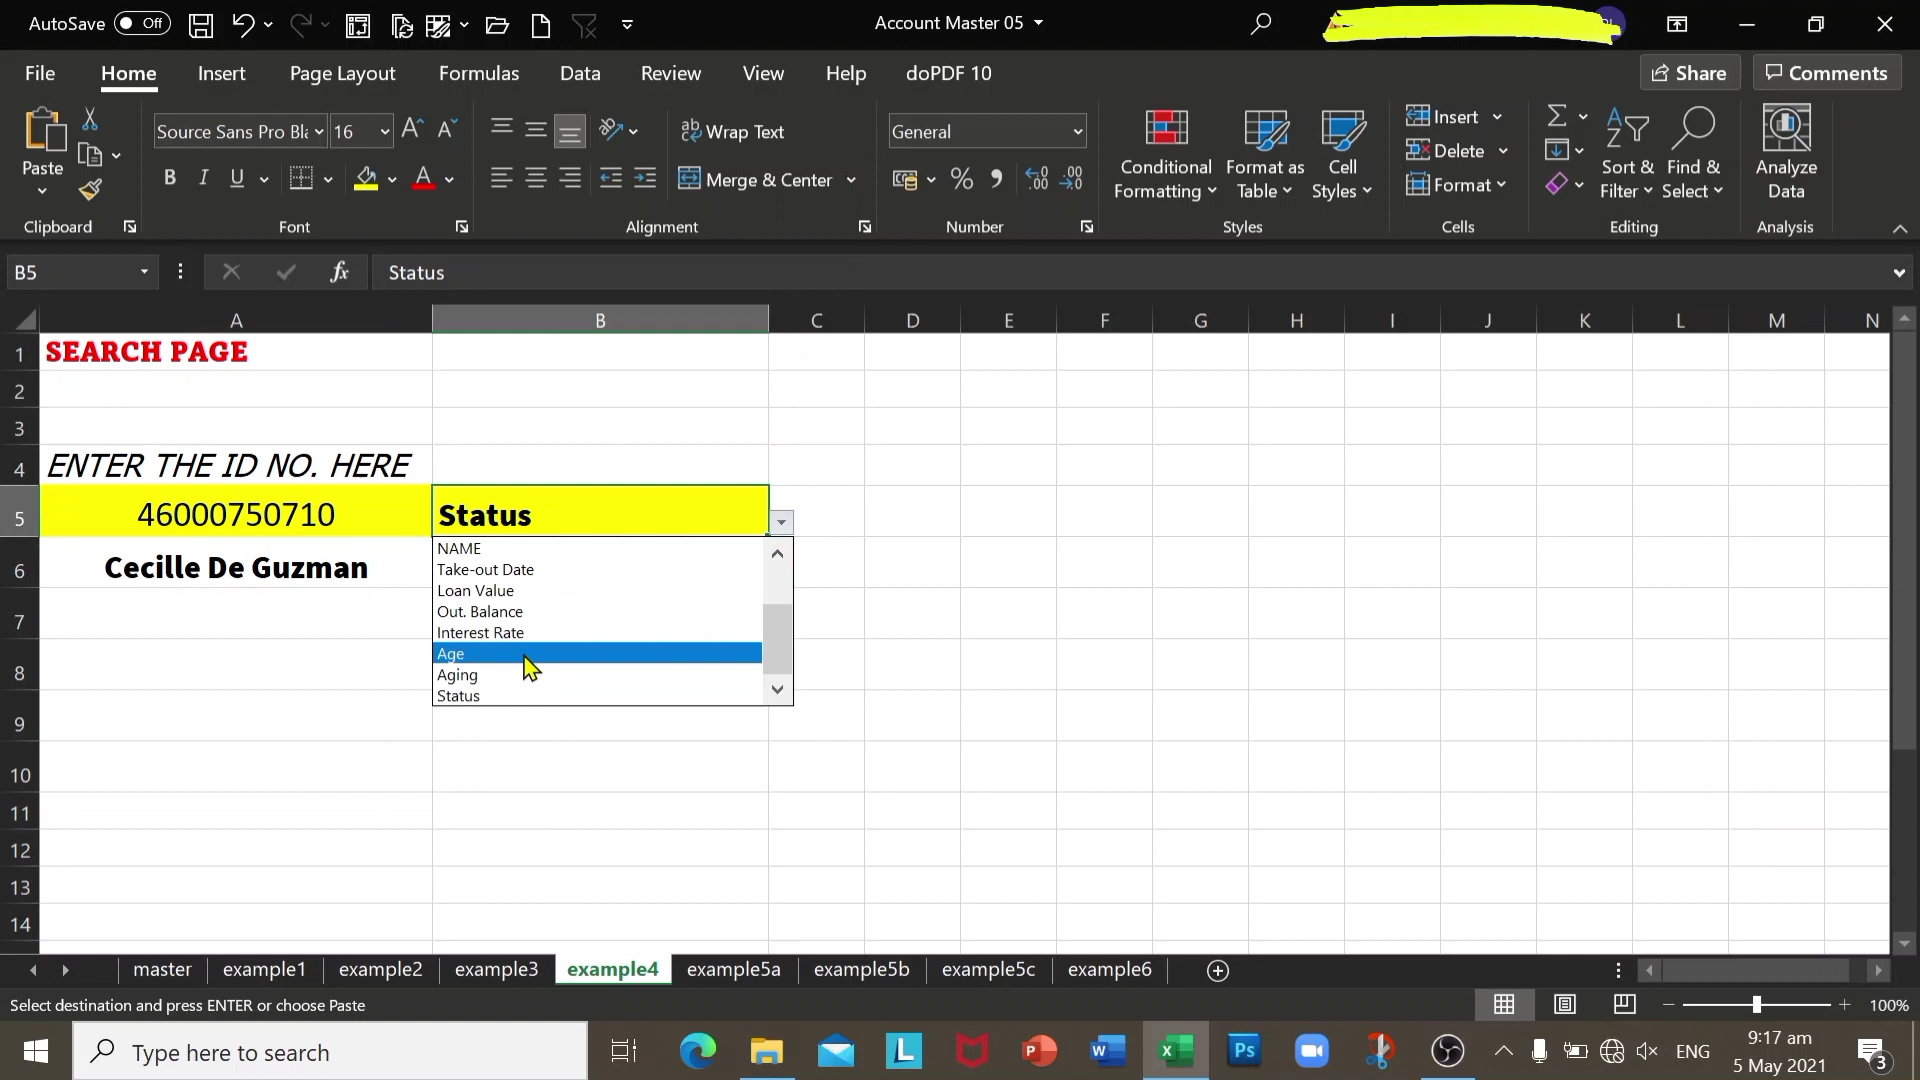 AutoSave Off
Account Master 05
File Home Insert Page Layout Formulas Data Review View Help doPDF 10
Share Comments
Paste
Clipboard
Source Sans Pro Bla 16
B I U
Font
Wrap Text
Merge & Center
Alignment
General
Number
Conditional Formatting
Format as Table
Cell Styles
Styles
Insert
Delete
Format
Cells
Sort & Filter
Find & Select
Editing
Analyze Data
Analysis
B5 fx Status
A B C D E F G H I J K L M N
1 SEARCH PAGE
2
3
4 ENTER THE ID NO. HERE
5 46000750710 Status
6 Cecille De Guzman
NAME
Take-out Date
Loan Value
Out. Balance
Interest Rate
Age
Aging
Status
7
8
9
10
11
12
13
14
master example1 example2 example3 example4 example5a example5b example5c example6
Select destination and press ENTER or choose Paste
100%
Type here to search
ENG
9:17 am
5 May 2021
3